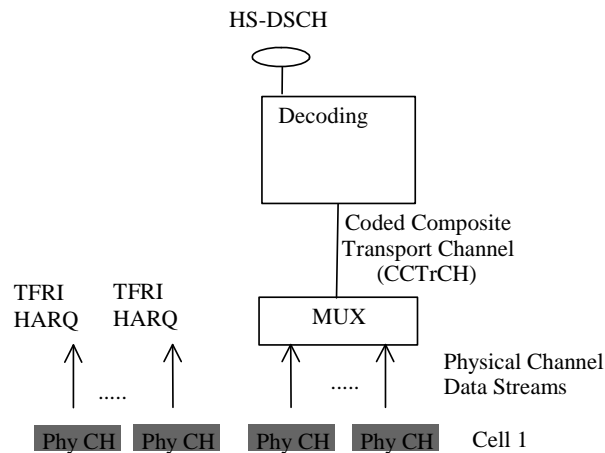 HS-DSCH
Decoding
Coded Composite
Transport Channel
(CCTrCH)
TFRI
HARQ
TFRI
HARQ
MUX
Physical Channel
Data Streams
.....
.....
Phy CH
Phy CH
Phy CH
Phy CH
Cell 1